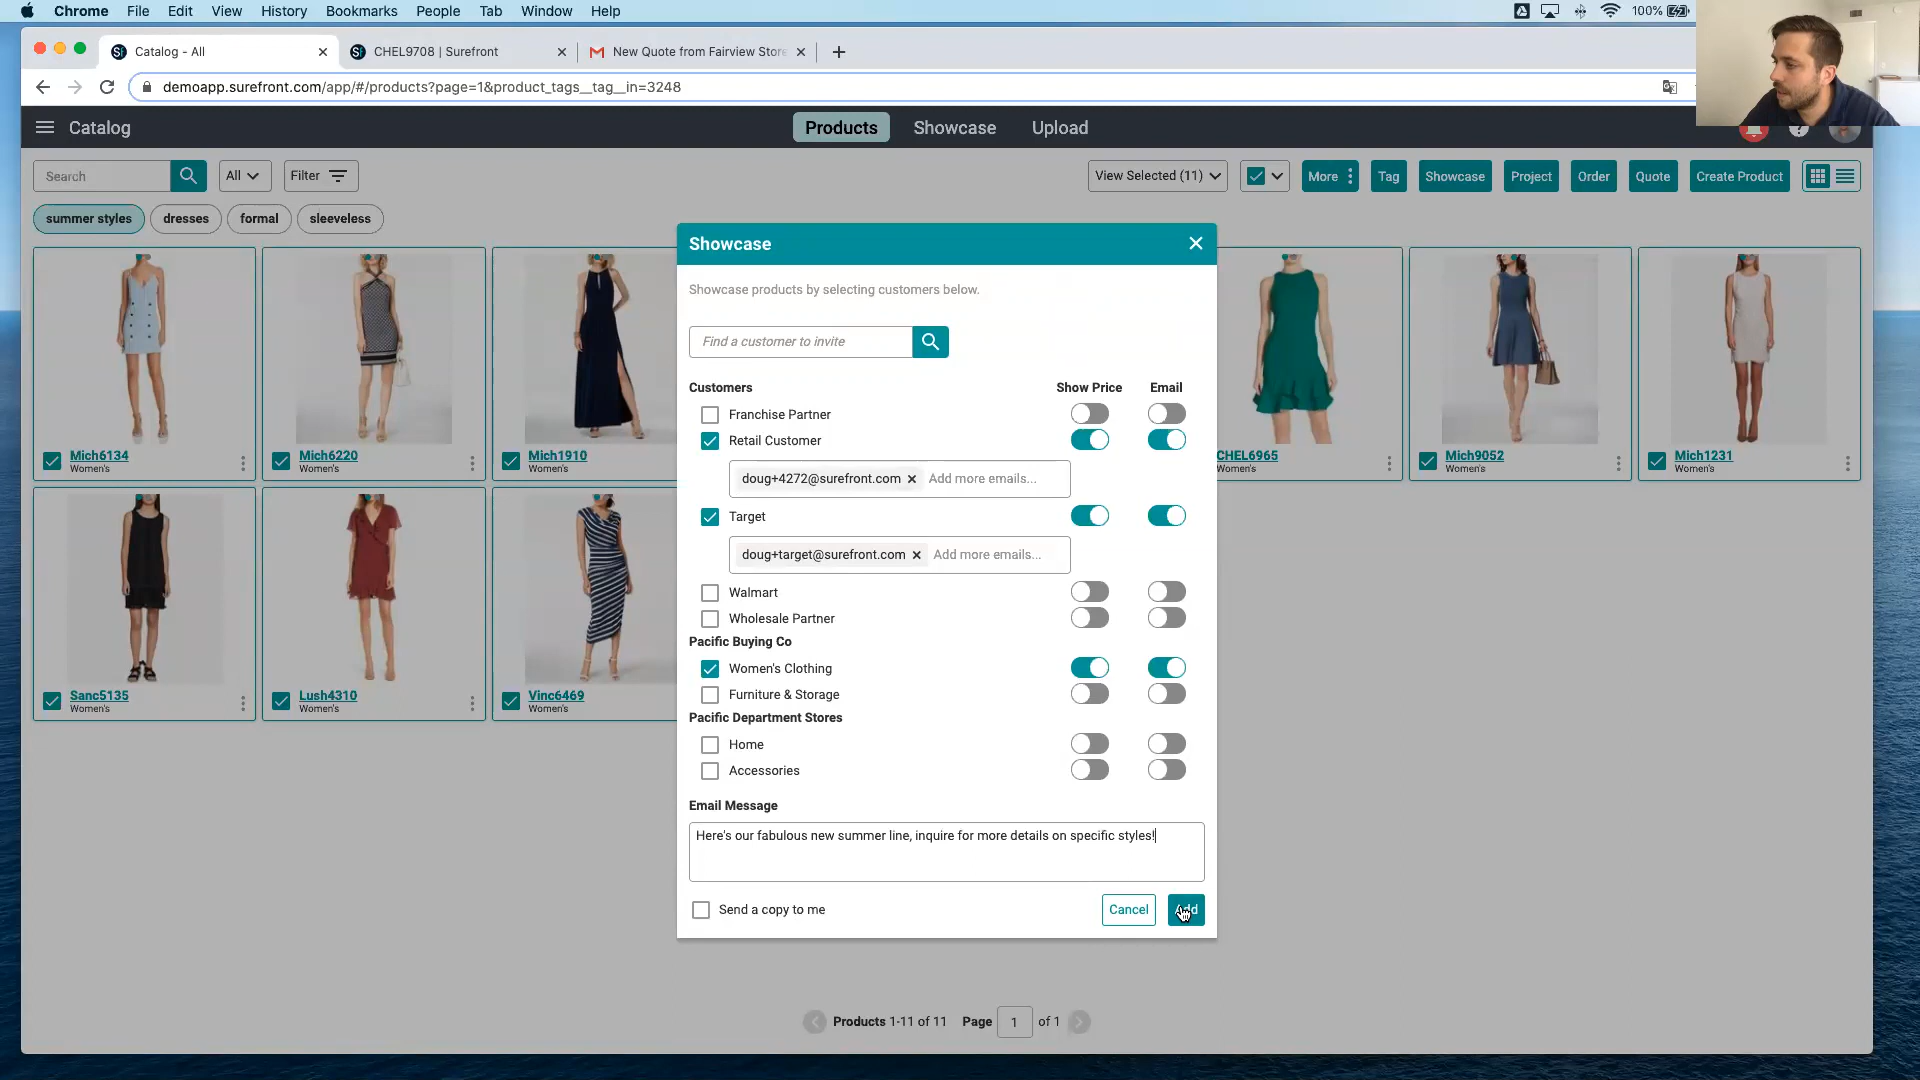 Chrome File Edit View History Bookmarks People Tab Window Help 100%
Catalog - All
CHEL9708 | Surefront
New Quote from Fairview Store
demoapp.surefront.com/app/#/products?page=1&product_tags__tag__in=3248
Catalog
Products Showcase Upload
Search All Filter
View Selected (11) More Tag Showcase Project Order Quote Create Product
summer styles dresses formal sleeveless
Showcase
Showcase products by selecting customers below.
Find a customer to invite
Customers Show Price Email
Franchise Partner
Retail Customer
doug+4272@surefront.com Add more emails...
Target
doug+target@surefront.com Add more emails...
Walmart
Wholesale Partner
Pacific Buying Co
Women's Clothing
Furniture & Storage
Pacific Department Stores
Home
Accessories
Email Message
Here's our fabulous new summer line, inquire for more details on specific styles!
Send a copy to me
Cancel Add
Mich6134
Women's
Mich6220
Women's
Mich1910
Women's
CHEL6965
Women's
Mich9052
Women's
Mich1231
Women's
Sanc5135
Women's
Lush4310
Women's
Vinc6469
Women's
Products 1-11 of 11 Page 1 of 1